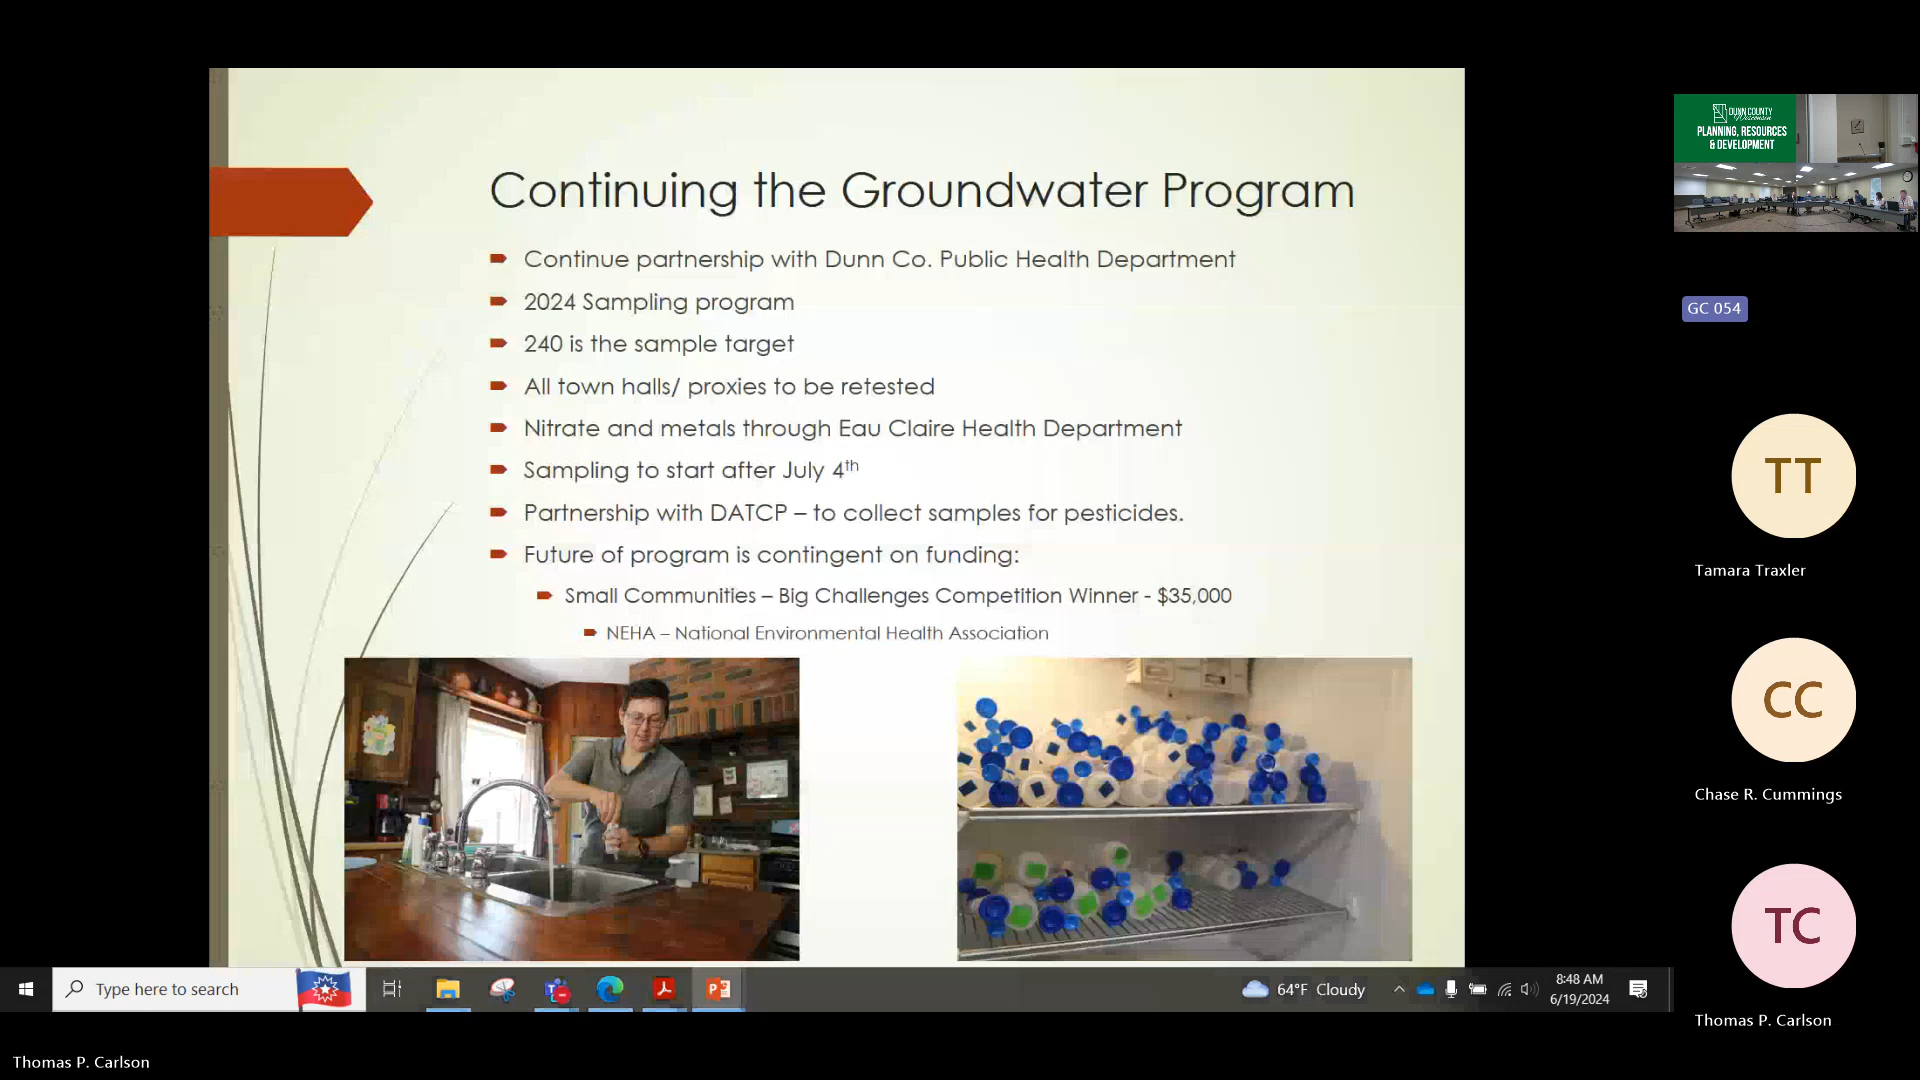 Continuing the Groundwater Program
Continue partnership with Dunn Co. Public Health Department
2024 Sampling program
240 is the sample target
All town halls/ proxies to be retested
Nitrate and metals through Eau Claire Health Department
Sampling to start after July 4th
Partnership with DATCP – to collect samples for pesticides.
Future of program is contingent on funding:
Small Communities – Big Challenges Competition Winner - $35,000
NEHA – National Environmental Health Association
DUNN COUNTY
Wisconsin
PLANNING, RESOURCES
& DEVELOPMENT
GC 054
TT
Tamara Traxler
CC
Chase R. Cummings
TC
Thomas P. Carlson
Type here to search
64°F Cloudy
8:48 AM
6/19/2024
Thomas P. Carlson